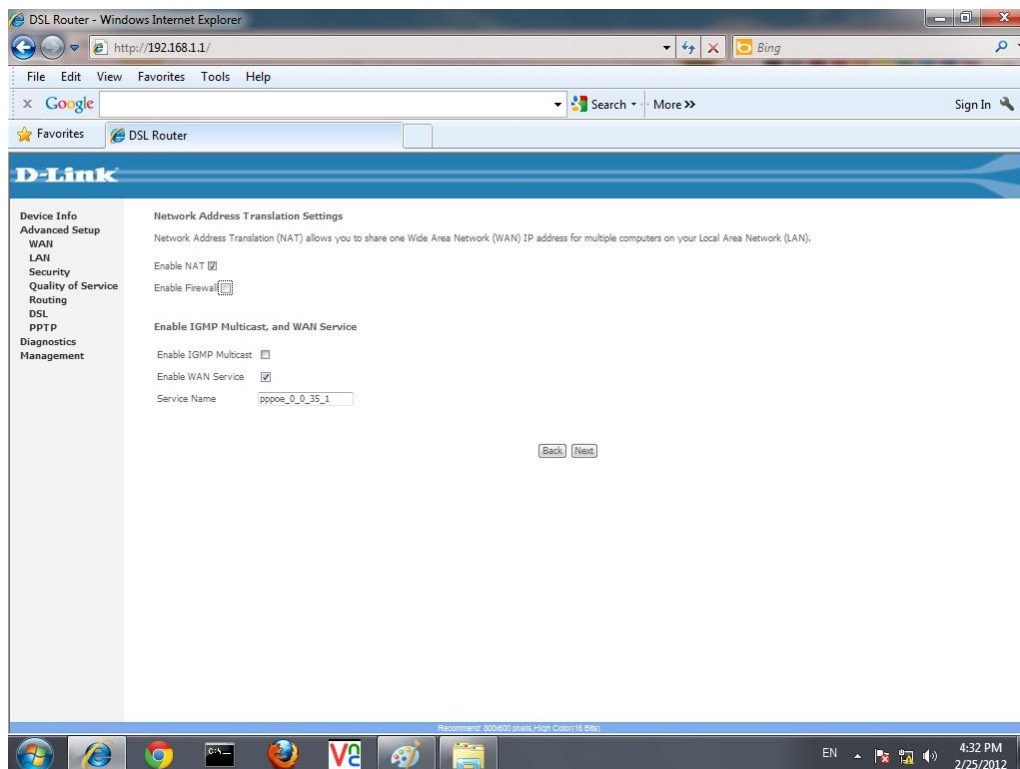 DSL Router - Windows Internet Explorer
http://192.168.1.1/
Bing
File Edit View Favorites Tools Help
x Google
Search
More >>
Sign In
Favorites
DSL Router
D-Link
Device Info
Advanced Setup
WAN
LAN
Security
Quality of Service
Routing
DSL
PPTP
Diagnostics
Management
Network Address Translation Settings
Network Address Translation (NAT) allows you to share one Wide Area Network (WAN) IP address for multiple computers on your Local Area Network (LAN).
Enable NAT
Enable Firewall
Enable IGMP Multicast, and WAN Service
Enable IGMP Multicast
Enable WAN Service
Service Name pppoe_0_0_35_1
Back Next
Recommend: 800x600 pixels,High Color(16 Bits)
C:\_
EN
4:32 PM
2/25/2012